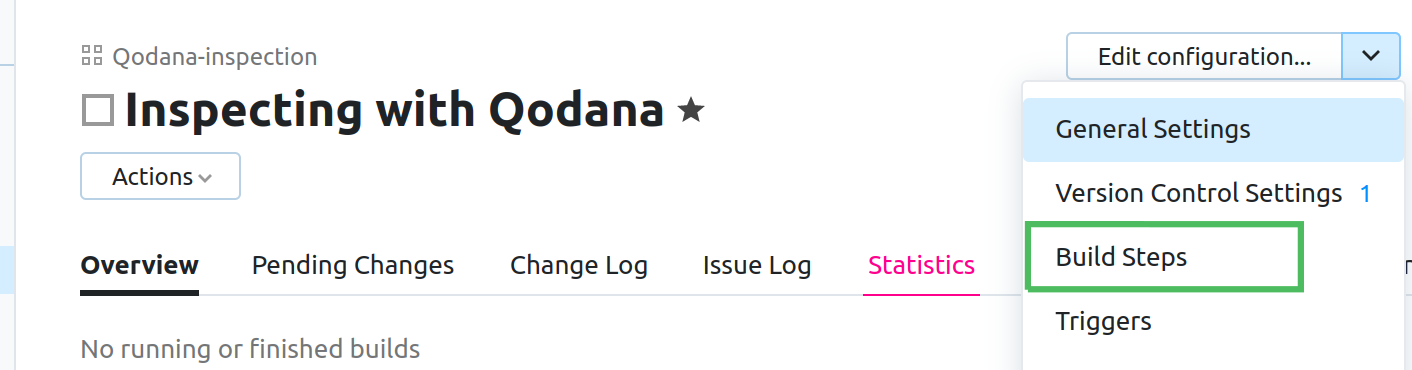 Qodana-inspection
Edit configuration...
Inspecting with Qodana
General Settings
Actions
Version Control Settings 1
Overview Pending Changes Change Log Issue Log Statistics
Build Steps
Triggers
No running or finished builds